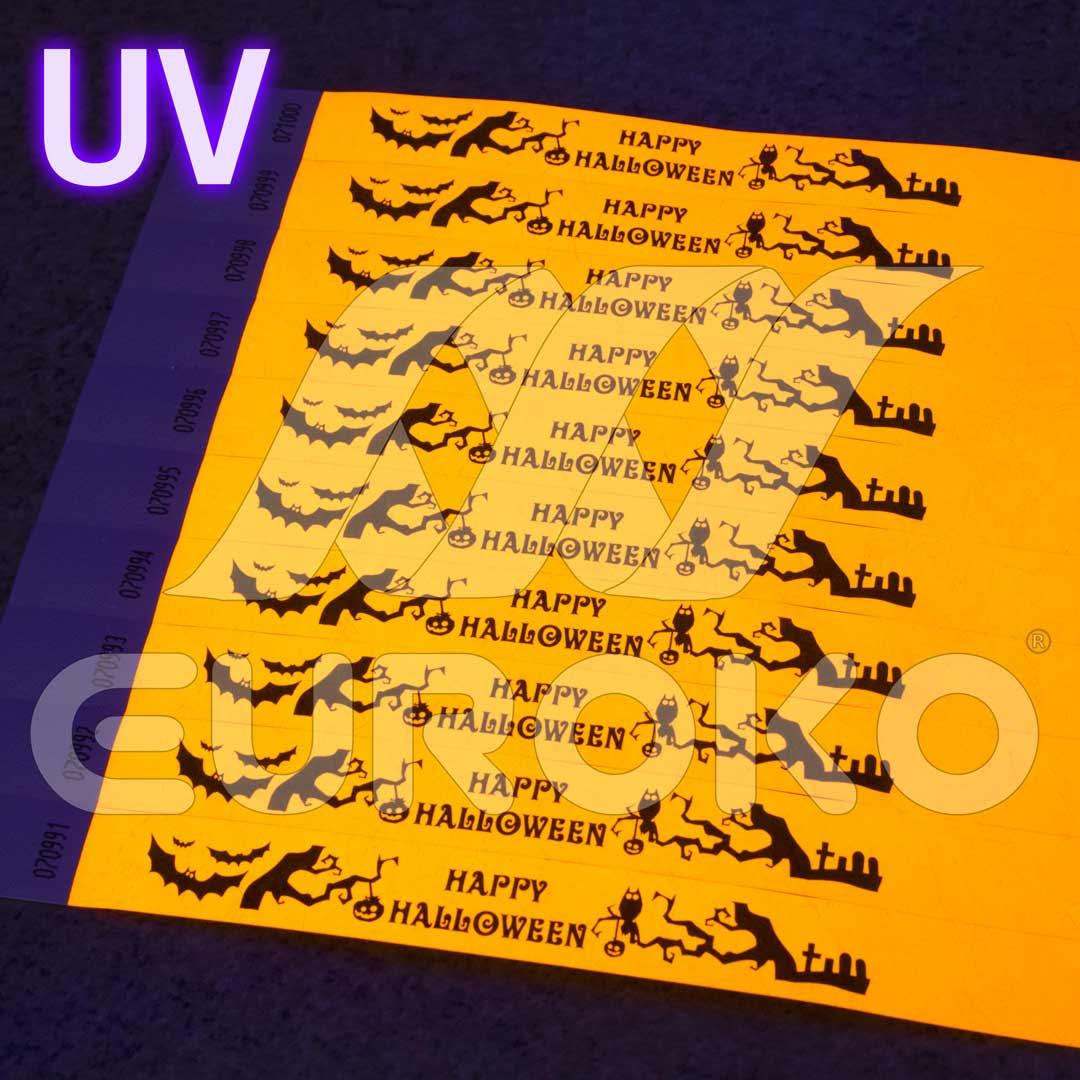 UV
071000
HAPPY
HALLOWEEN
070999
HAPPY
HALLOWEEN
070998
HAPPY
HALLOWEEN
070997
HAPPY
HALLOWEEN
070996
HAPPY
HALLOWEEN
070995
HAPPY
HALLOWEEN
070994
HAPPY
HALLOWEEN
070993
HAPPY
HALLOWEEN
070992
HAPPY
HALLOWEEN
070991
HAPPY
HALLOWEEN
EUROKO®